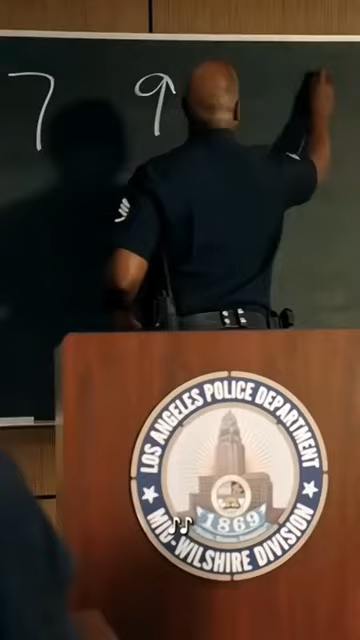 7 9
LOS ANGELES POLICE DEPARTMENT
1869
MID-WILSHIRE DIVISION